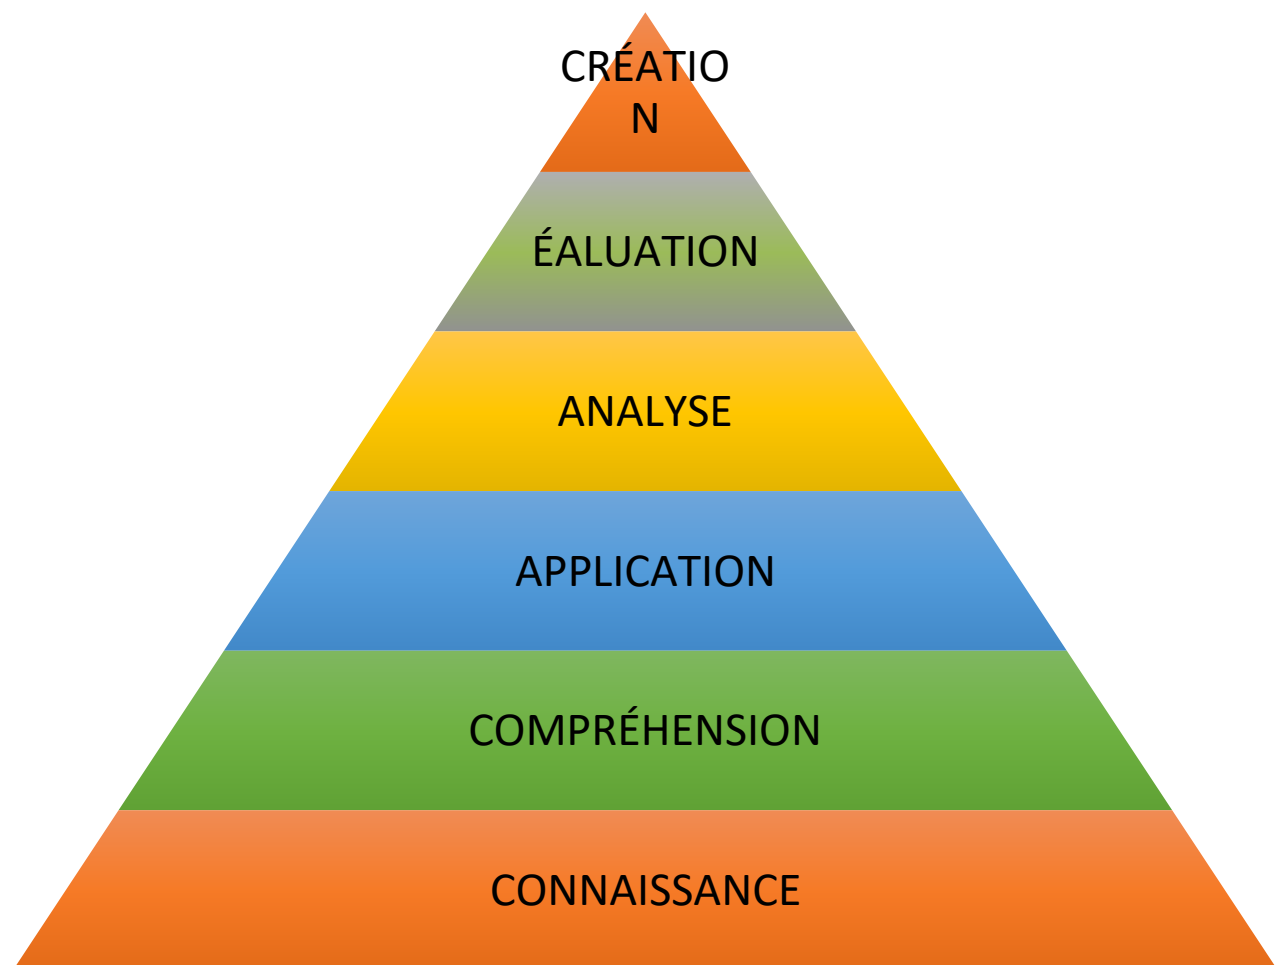 CRÉATIO
N
ÉALUATION
ANALYSE
APPLICATION
COMPRÉHENSION
CONNAISSANCE